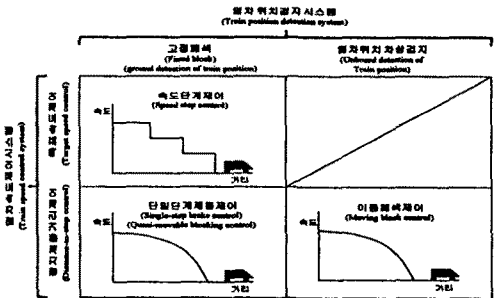 열차위치검지시스템
(Train position detection system)
고정폐색
(Fixed block)
(ground detection of train position)
열차위치차상검지
(Onboard detection of
Train position)
열차속도제어시스템
(Train speed control system)
목표속도제어
(Target speed control)
속도단계제어
(Speed step control)
속도
거리
정지제동거리제어
(Distance-to-stop control)
단일단계제동제어
(Single-step brake control)
(Quasi-movable blocking control)
속도
거리
이동폐색제어
(Moving block control)
속도
거리